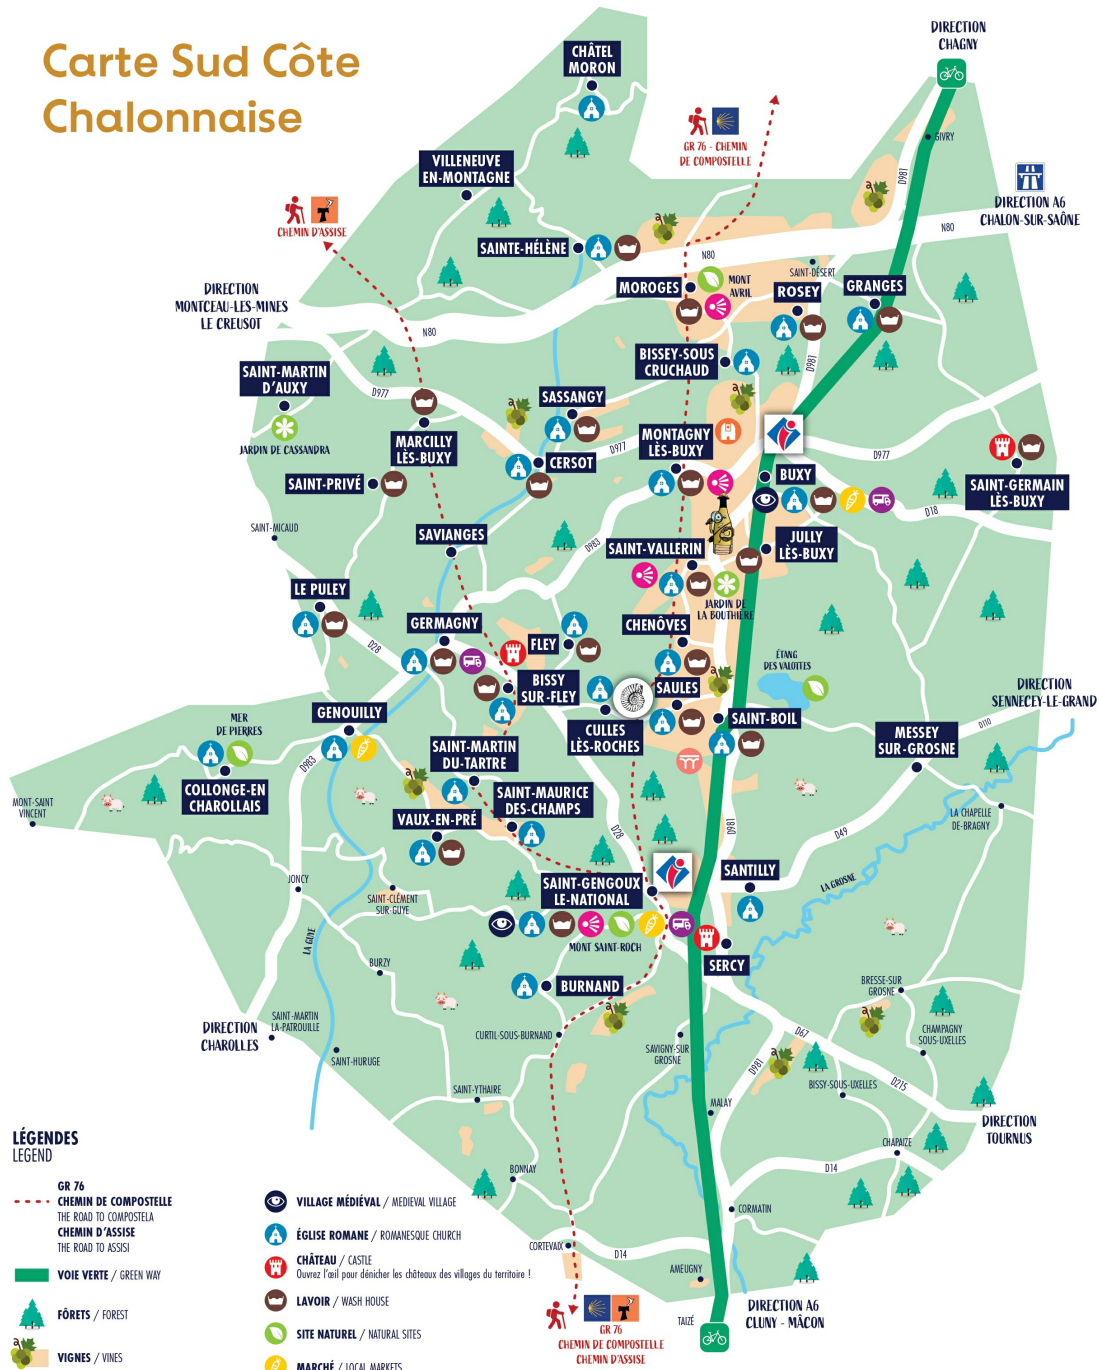 Carte Sud Côte
Chalonnaise
DIRECTION
CHAGNY
CHÂTEL
MORON
GR 76 - CHEMIN
DE COMPOSTELLE
GIVRY
D981
VILLENEUVE
EN-MONTAGNE
DIRECTION A6
CHALON-SUR-SAÔNE
CHEMIN D'ASSISE
N80
SAINTE-HÉLÈNE
N80
SAINT-DÉSERT
MOROGES
MONT
AVRIL
ROSEY
GRANGES
DIRECTION
MONTCEAU-LES-MINES
LE CREUSOT
N80
BISSEY-SOUS
CRUCHAUD
D981
SAINT-MARTIN
D'AUXY
D977
SASSANGY
JARDIN DE CASSANDRA
MARCILLY
LÈS-BUXY
MONTAGNY
LÈS-BUXY
D977
D977
CERSOT
BUXY
SAINT-PRIVÉ
SAINT-GERMAIN
LÈS-BUXY
D18
SAINT-MICAUD
SAVIANGES
D983
SAINT-VALLERIN
JULLY
LÈS-BUXY
LE PULEY
JARDIN DE
LA BOUTHIÈRE
GERMAGNY
CHENÔVES
D28
FLEY
ÉTANG
DES VALOTTES
BISSY
SUR-FLEY
SAULES
DIRECTION
SENNECEY-LE-GRAND
GENOUILLY
SAINT-BOIL
D110
MER
DE PIERRES
CULLES
LÈS-ROCHES
MESSEY
SUR-GROSNE
SAINT-MARTIN
DU-TARTRE
D983
COLLONGE-EN
CHAROLLAIS
SAINT-MAURICE
DES-CHAMPS
MONT-SAINT
VINCENT
VAUX-EN-PRÉ
LA CHAPELLE
DE-BRAGNY
D28
D981
D49
JONCY
SAINT-GENGOUX
LE-NATIONAL
SANTILLY
LA GROSNE
SAINT-CLÉMENT
SUR-GUYE
LA GUYE
MONT SAINT-ROCH
SERCY
BURZY
BURNAND
BRESSE-SUR
GROSNE
SAINT-MARTIN
LA-PATROUILLE
DIRECTION
CHAROLLES
CURTIL-SOUS-BURNAND
D67
CHAMPAGNY
SOUS-UXELLES
SAVIGNY-SUR
GROSNE
SAINT-HURUGE
D981
SAINT-YTHAIRE
BISSY-SOUS-UXELLES
D215
MALAY
DIRECTION
TOURNUS
CHAPAIZE
BONNAY
D14
CORMATIN
CORTEVAIX
D14
AMEUGNY
TAIZÉ
DIRECTION A6
CLUNY - MÂCON
GR 76
CHEMIN DE COMPOSTELLE
CHEMIN D'ASSISE
LÉGENDES
LEGEND
GR 76
CHEMIN DE COMPOSTELLE
THE ROAD TO COMPOSTELA
CHEMIN D'ASSISE
THE ROAD TO ASSISI
VOIE VERTE / GREEN WAY
FÔRETS / FOREST
VIGNES / VINES
VILLAGE MÉDIÉVAL / MEDIEVAL VILLAGE
ÉGLISE ROMANE / ROMANESQUE CHURCH
CHÂTEAU / CASTLE
Ouvrez l'œil pour dénicher les châteaux des villages du territoire !
LAVOIR / WASH HOUSE
SITE NATUREL / NATURAL SITES
MARCHÉ / LOCAL MARKETS